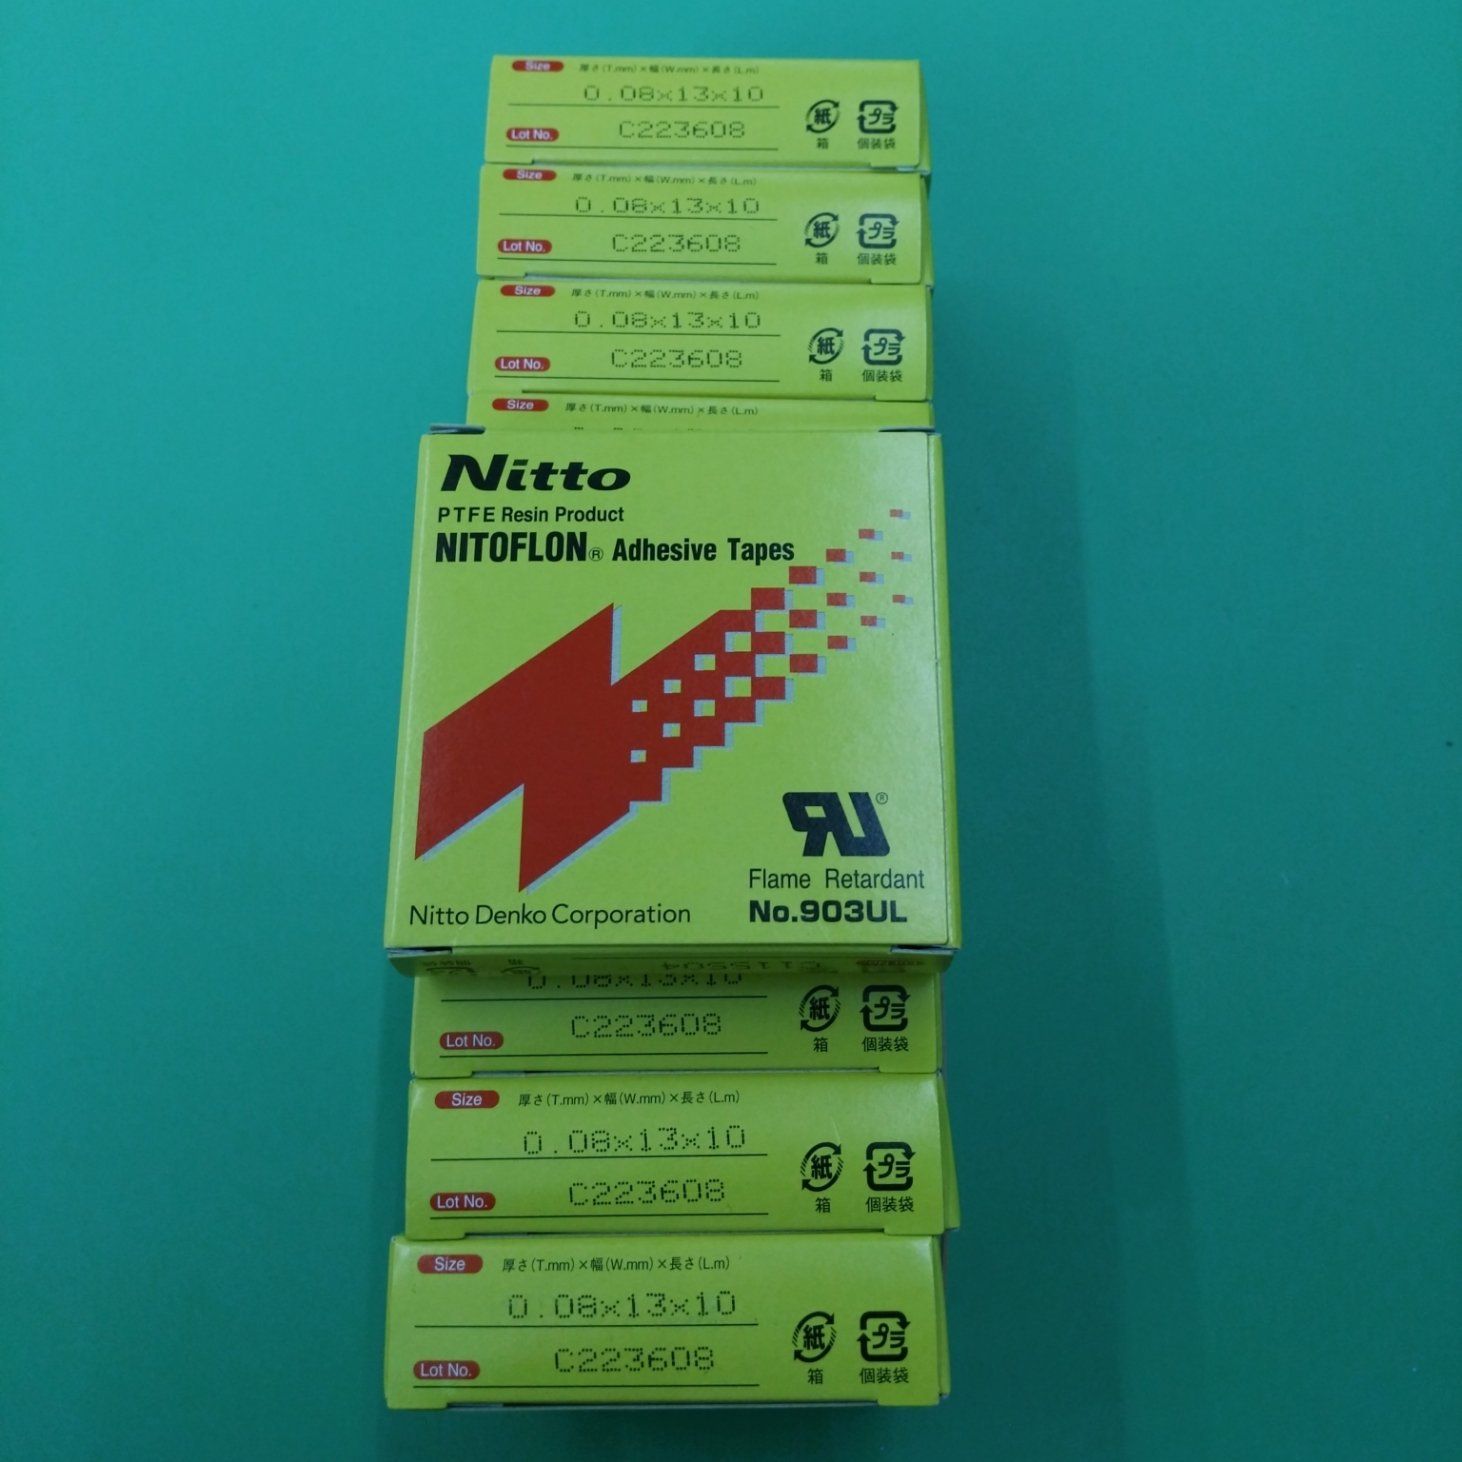 Size 厚さ(T.mm)×幅(W.mm)×長さ(L.m)
0.08×13×10
Lot No. C223608
箱 個装袋
紙 プラ
Size 厚さ(T.mm)×幅(W.mm)×長さ(L.m)
0.08×13×10
Lot No. C223608
紙 プラ
箱 個装袋
Size 厚さ(T.mm)×幅(W.mm)×長さ(L.m)
0.08×13×10
Lot No. C223608
紙 プラ
箱 個装袋
Size 厚さ(T.mm)×幅(W.mm)×長さ(L.m)
Nitto
PTFE Resin Product
NITOFLON® Adhesive Tapes
RU®
Flame Retardant
Nitto Denko Corporation
No.903UL
0.08×13×10
Lot No. C223608
紙 プラ
箱 個装袋
Size 厚さ(T.mm)×幅(W.mm)×長さ(L.m)
0.08×13×10
Lot No. C223608
紙 プラ
箱 個装袋
Size 厚さ(T.mm)×幅(W.mm)×長さ(L.m)
0.08×13×10
Lot No. C223608
紙 プラ
箱 個装袋